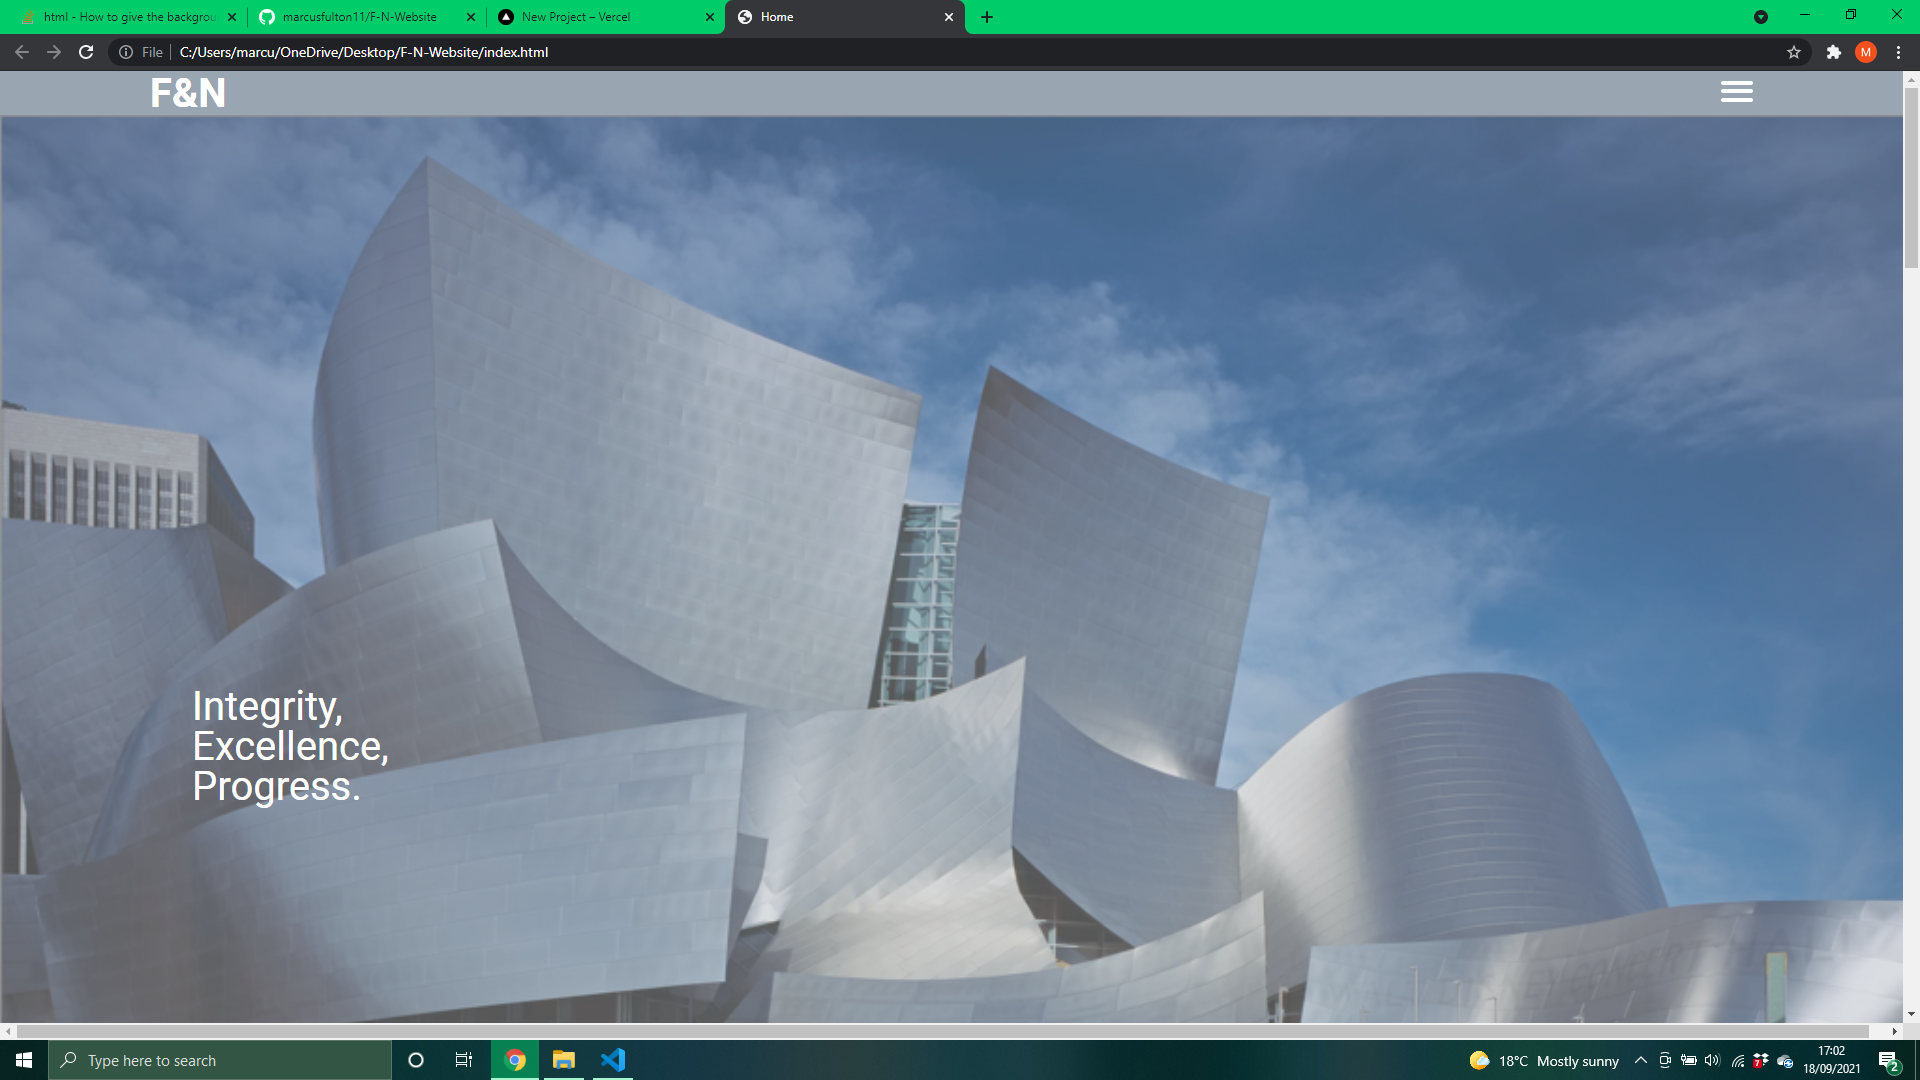 html - How to give the backgrou
marcusfulton11/F-N-Website
New Project – Vercel
Home
File
C:/Users/marcu/OneDrive/Desktop/F-N-Website/index.html
M
F&N
Integrity,
Excellence,
Progress.
Type here to search
18°C Mostly sunny
7
17:02
18/09/2021
2